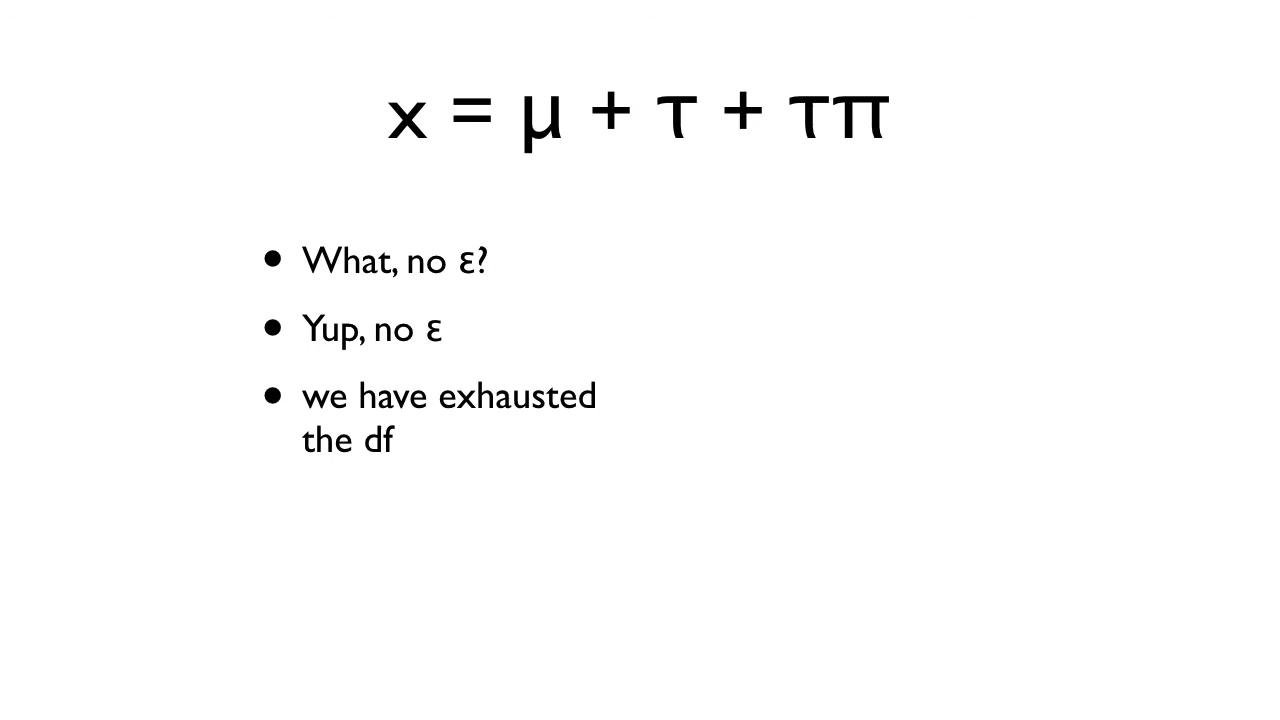 x = μ + τ + τπ
• What, no ε?
• Yup, no ε
• we have exhausted
the df